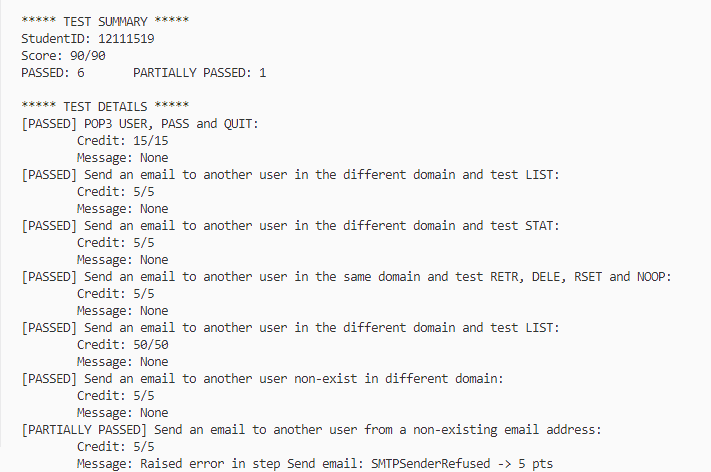 ***** TEST SUMMARY *****
StudentID: 12111519
Score: 90/90
PASSED: 6 PARTIALLY PASSED: 1
***** TEST DETAILS *****
[PASSED] POP3 USER, PASS and QUIT:
Credit: 15/15
Message: None
[PASSED] Send an email to another user in the different domain and test LIST:
Credit: 5/5
Message: None
[PASSED] Send an email to another user in the different domain and test STAT:
Credit: 5/5
Message: None
[PASSED] Send an email to another user in the same domain and test RETR, DELE, RSET and NOOP:
Credit: 5/5
Message: None
[PASSED] Send an email to another user in the different domain and test LIST:
Credit: 50/50
Message: None
[PASSED] Send an email to another user non-exist in different domain:
Credit: 5/5
Message: None
[PARTIALLY PASSED] Send an email to another user from a non-existing email address:
Credit: 5/5
Message: Raised error in step Send email: SMTPSenderRefused -> 5 pts